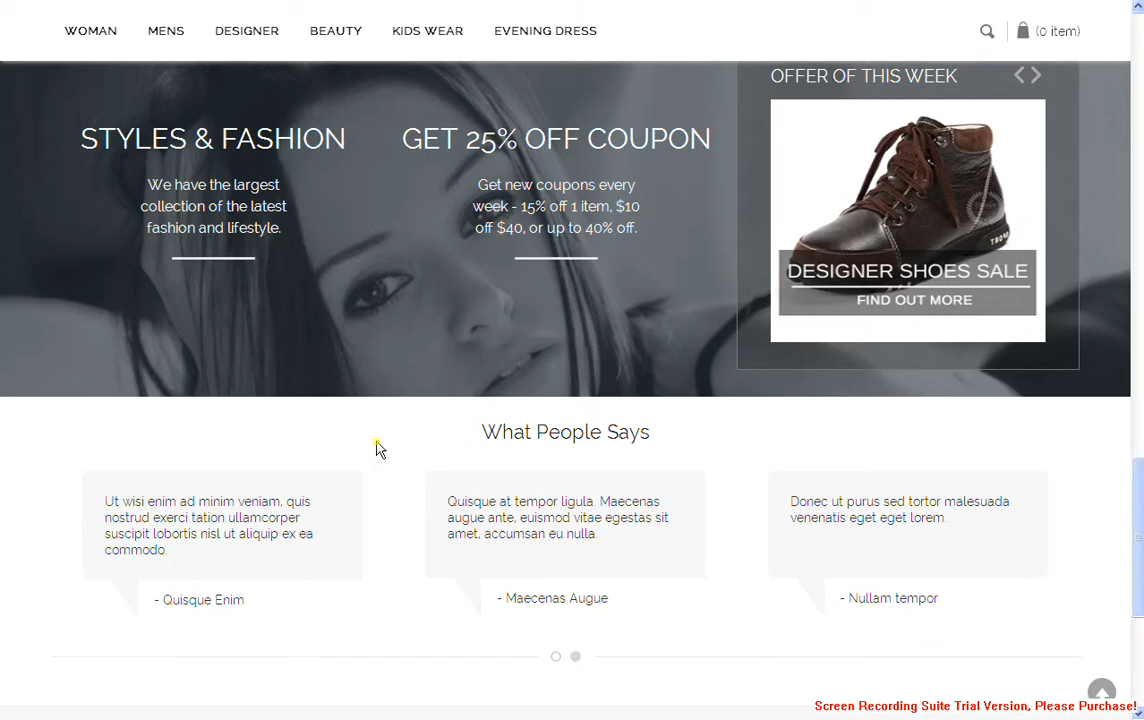 WOMAN MENS DESIGNER BEAUTY KIDS WEAR EVENING DRESS (0 item)
OFFER OF THIS WEEK
STYLES & FASHION
We have the largest
collection of the latest
fashion and lifestyle.
GET 25% OFF COUPON
Get new coupons every
week - 15% off 1 item, $10
off $40, or up to 40% off.
DESIGNER SHOES SALE
FIND OUT MORE
What People Says
Ut wisi enim ad minim veniam, quis
nostrud exerci tation ullamcorper
suscipit lobortis nisl ut aliquip ex ea
commodo.
- Quisque Enim
Quisque at tempor ligula. Maecenas
augue ante, euismod vitae egestas sit
amet, accumsan eu nulla.
- Maecenas Augue
Donec ut purus sed tortor malesuada
venenatis eget eget lorem.
- Nullam tempor
Screen Recording Suite Trial Version, Please Purchase!